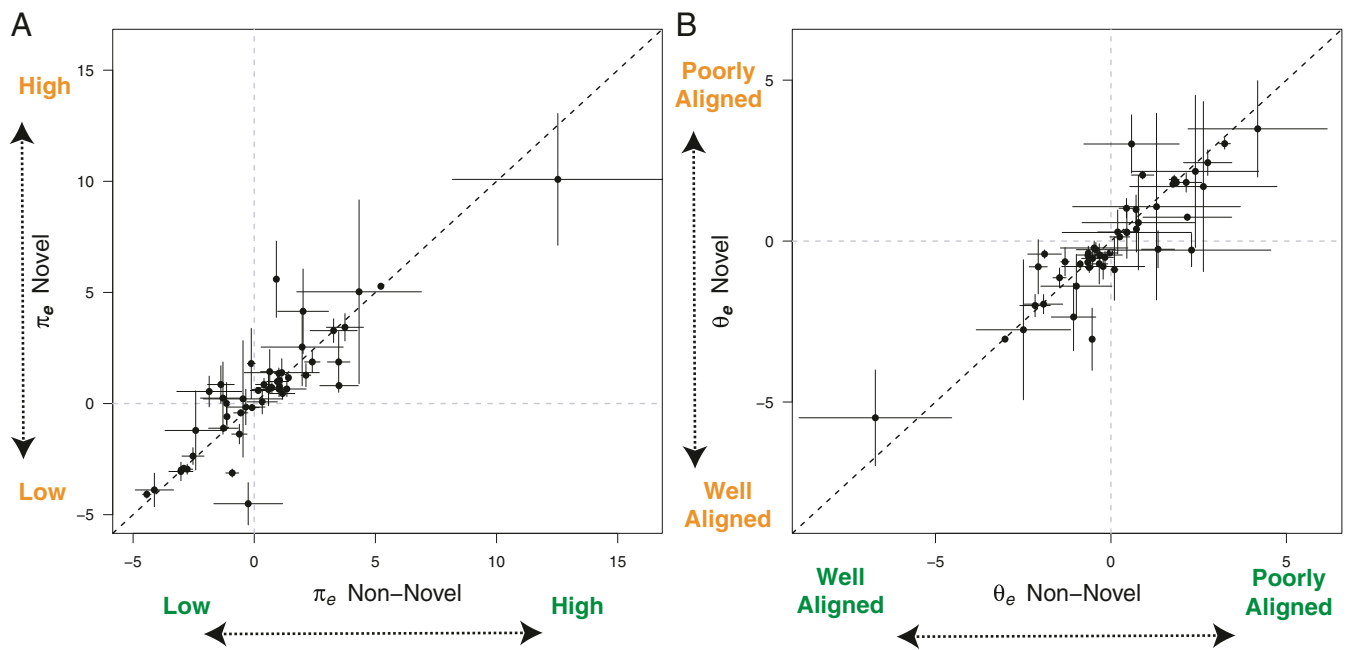 A
High
Low
πe Novel
15
10
5
0
−5
−5
0
5
10
15
πe Non−Novel
Low
High
B
Poorly
Aligned
Well
Aligned
θe Novel
5
0
−5
−5
0
5
θe Non−Novel
Well
Aligned
Poorly
Aligned